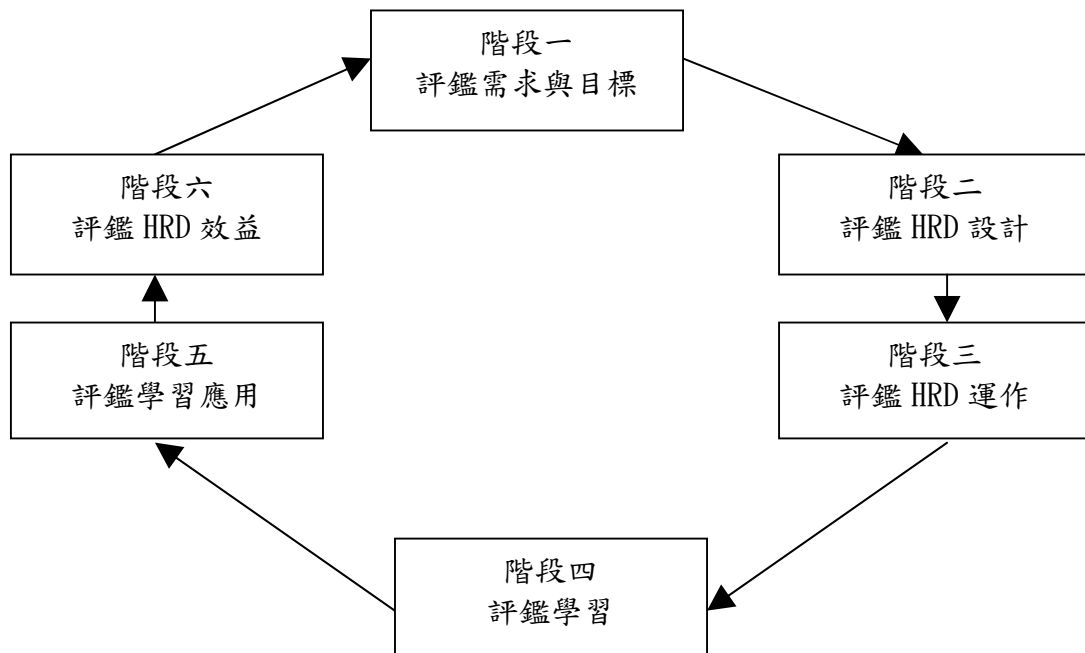 階段一
評鑑需求與目標
階段二
評鑑 HRD 設計
階段三
評鑑 HRD 運作
階段四
評鑑學習
階段五
評鑑學習應用
階段六
評鑑 HRD 效益